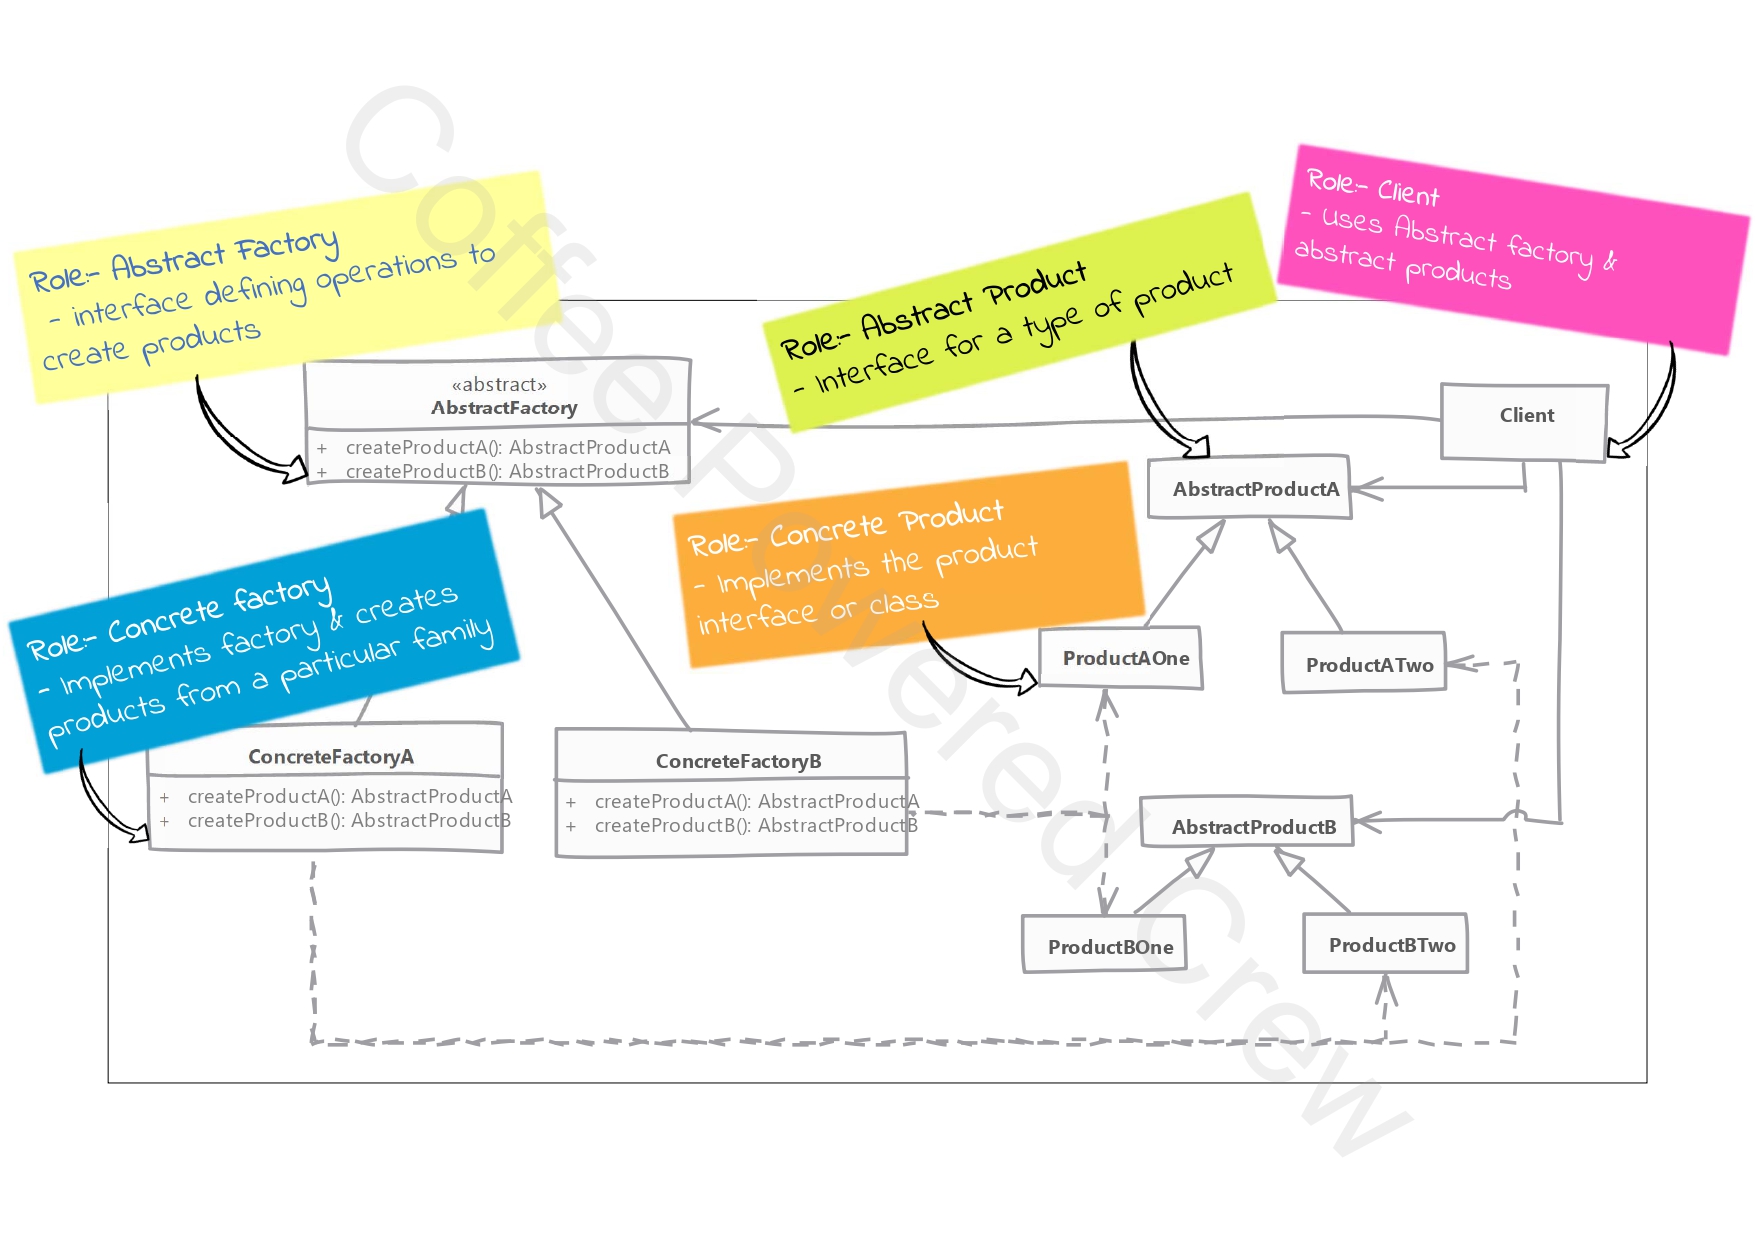 Role:- Abstract Factory
- interface defining operations to
create products
Role:- Abstract Product
- Interface for a type of product
Role:- Client
- uses Abstract factory &
abstract products
«abstract»
AbstractFactory
+ createProductA(): AbstractProductA
+ createProductB(): AbstractProductB
Client
AbstractProductA
Role:- Concrete Product
- Implements the product
interface or class
Role:- Concrete factory
- Implements factory & creates
products from a particular family
ProductAOne
ProductATwo
ConcreteFactoryA
+ createProductA(): AbstractProductA
+ createProductB(): AbstractProductB
ConcreteFactoryB
+ createProductA(): AbstractProductA
+ createProductB(): AbstractProductB
AbstractProductB
ProductBOne
ProductBTwo
Coffee Powered Crew